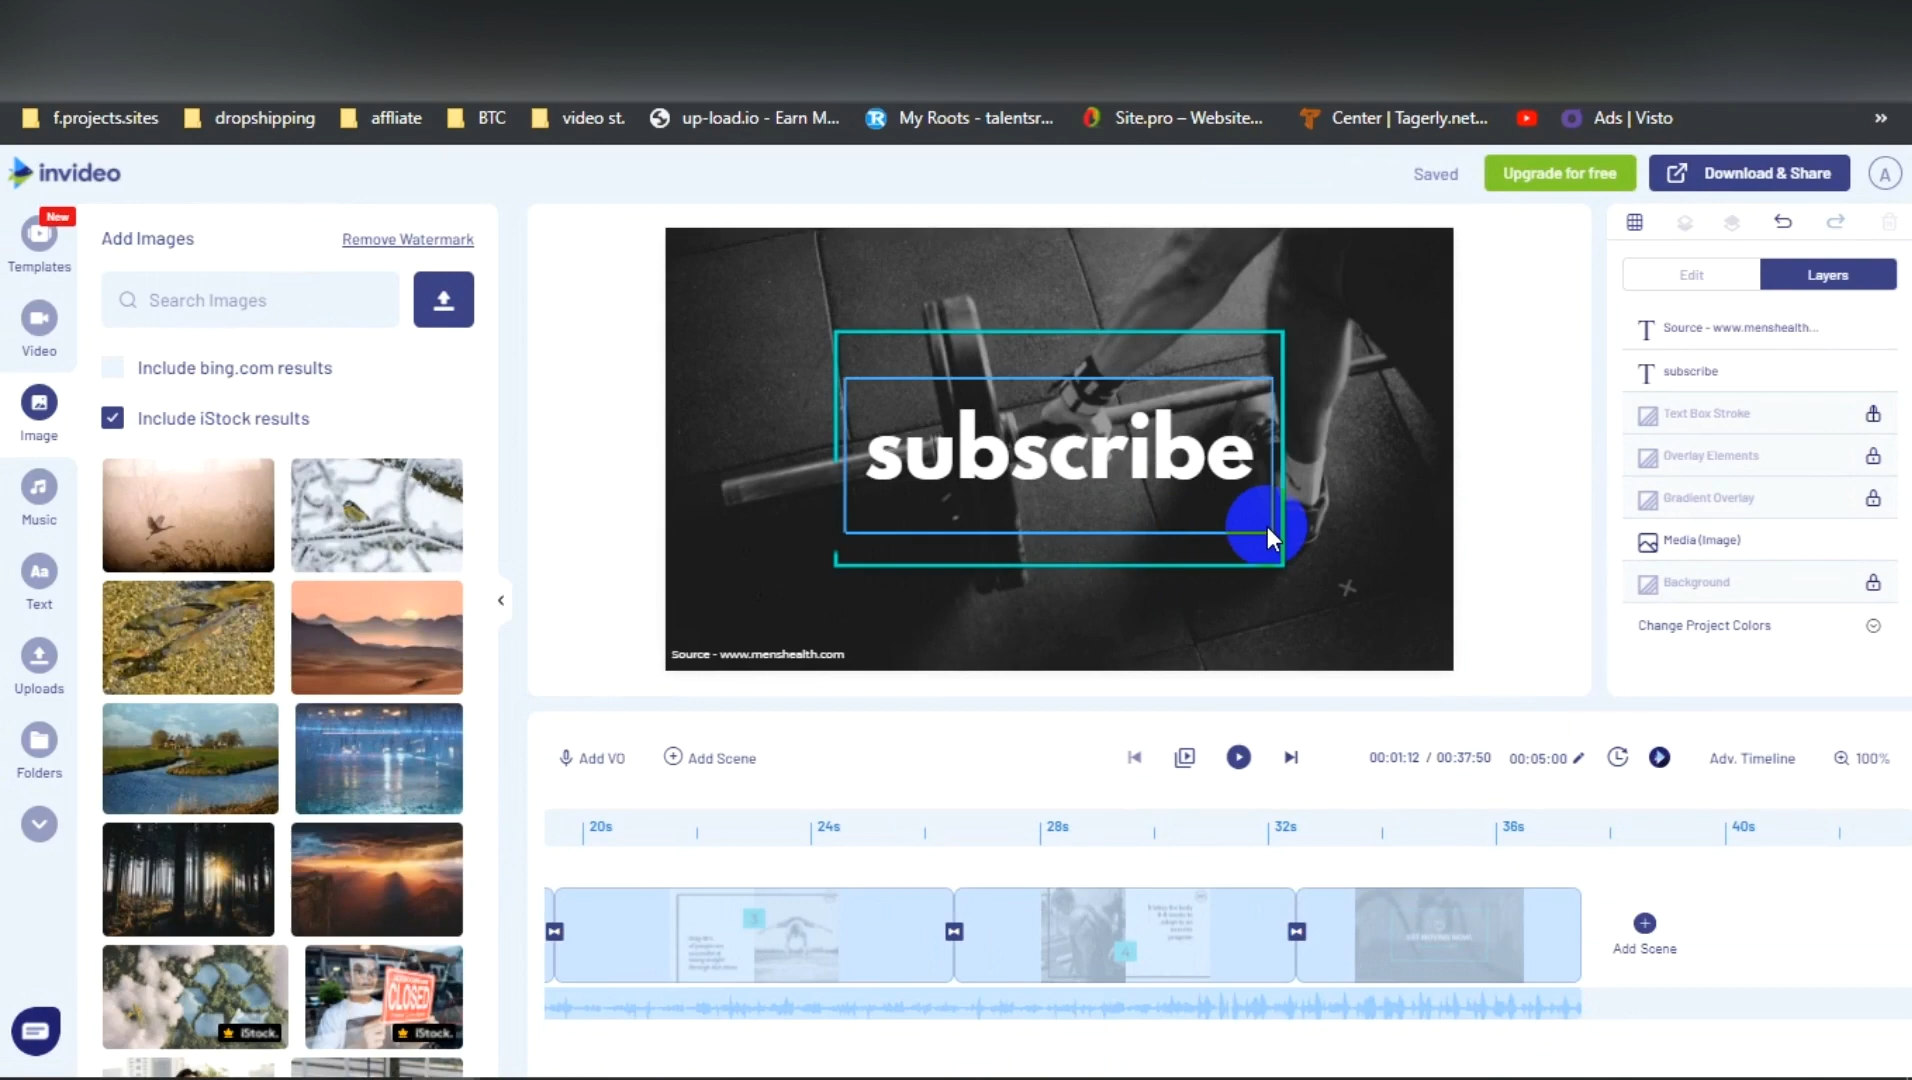 f.projects.sites dropshipping affliate BTC video st. up-load.io - Earn M... My Roots - talentsr... Site.pro – Website... Center | Tagerly.net... Ads | Visto »
invideo
Saved
Upgrade for free
Download & Share
A
New
Templates
Video
Image
Music
Aa
Text
Uploads
Folders
Add Images
Remove Watermark
Search Images
Include bing.com results
Include iStock results
iStock.
CLOSED
iStock.
subscribe
Source - www.menshealth.com
Edit
Layers
T Source - www.menshealth...
T subscribe
Text Box Stroke
Overlay Elements
Gradient Overlay
Media (Image)
Background
Change Project Colors
Add VO
Add Scene
00:01:12 / 00:37:50
00:05:00
Adv. Timeline
100%
20s 24s 28s 32s 36s 40s
3
4
Add Scene